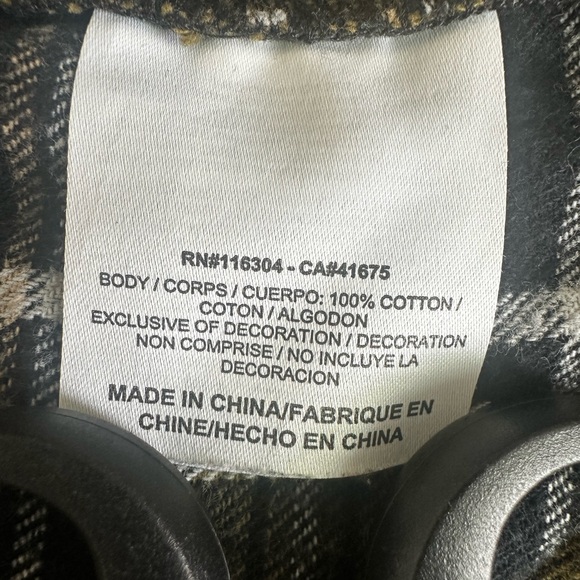 RN#116304 - CA#41675
BODY / CORPS / CUERPO: 100% COTTON /
COTON / ALGODON
EXCLUSIVE OF DECORATION / DECORATION
NON COMPRISE / NO INCLUYE LA
DECORACION
MADE IN CHINA/FABRIQUE EN
CHINE/HECHO EN CHINA